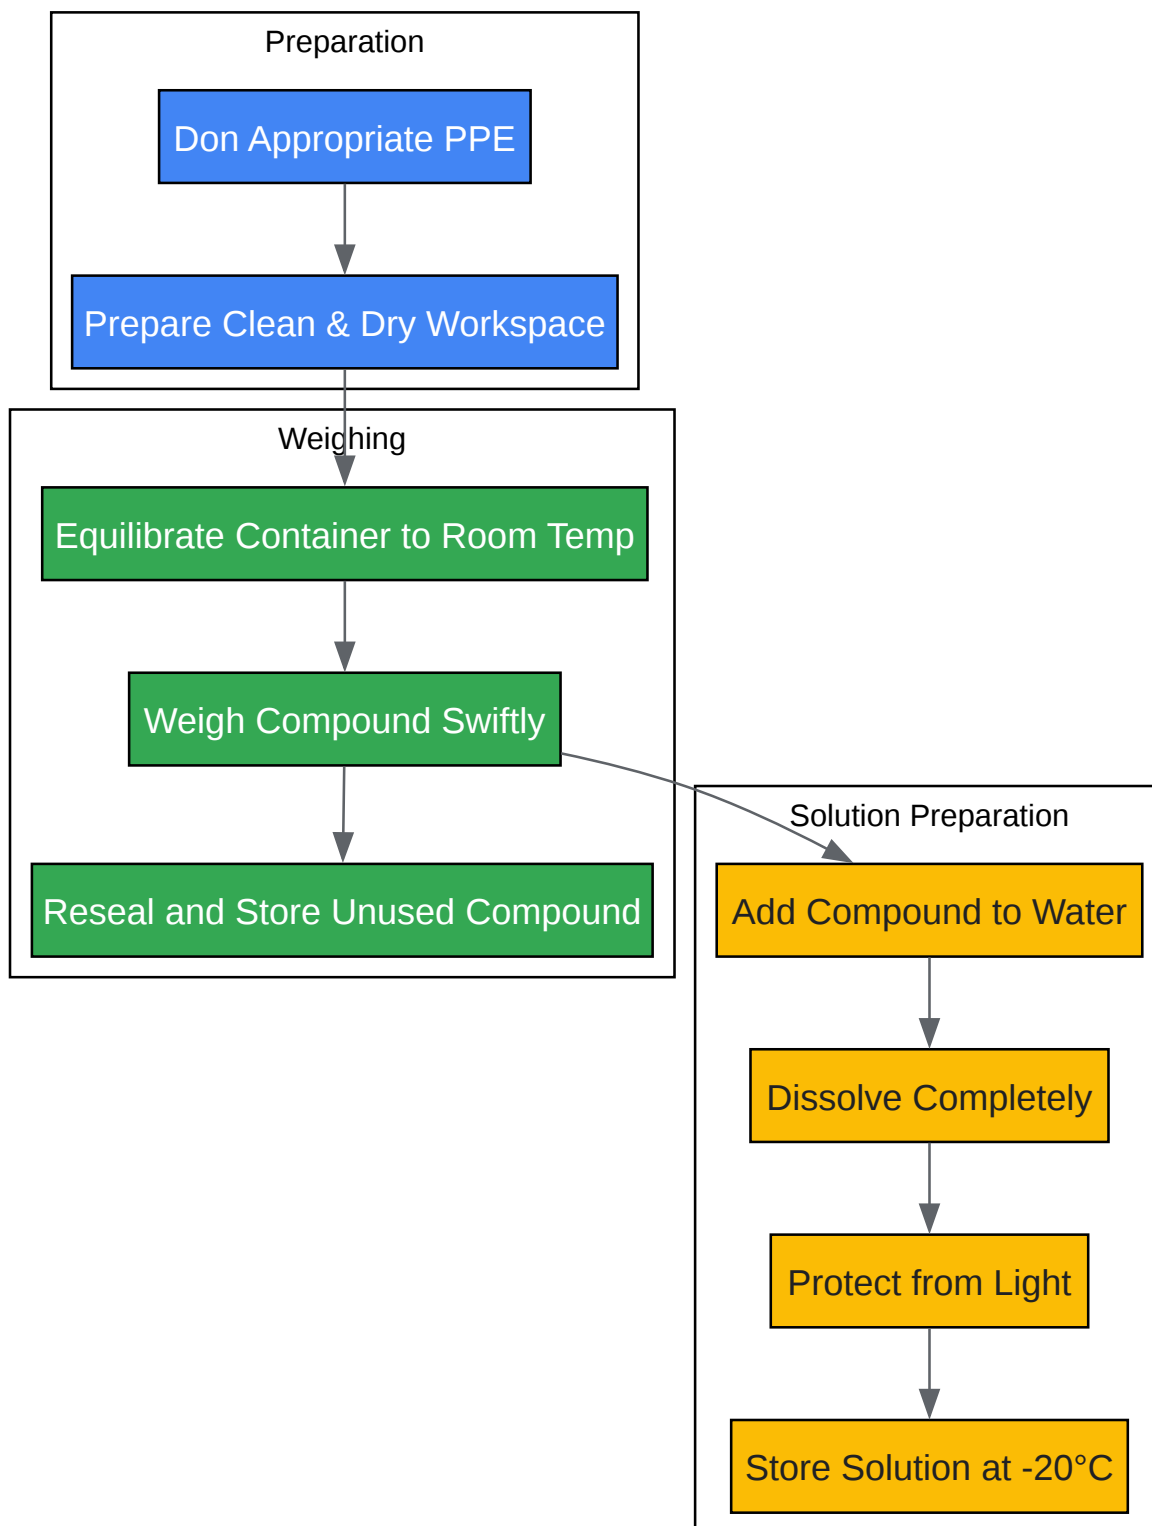 Preparation
Don Appropriate PPE
Prepare Clean & Dry Workspace
Weighing
Equilibrate Container to Room Temp
Weigh Compound Swiftly
Reseal and Store Unused Compound
Solution Preparation
Add Compound to Water
Dissolve Completely
Protect from Light
Store Solution at -20°C